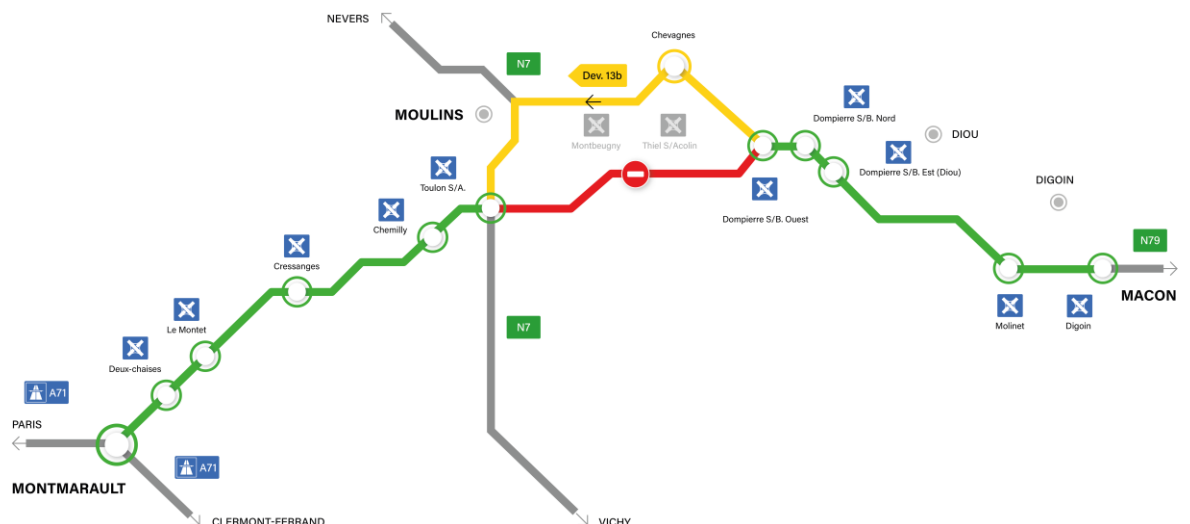 NEVERS
N7
Chevagnes
Dev. 13b
MOULINS
Montbeugny
Thiel S/Acolin
Dompierre S/B. Nord
DIOU
Dompierre S/B. Est (Diou)
Toulon S/A.
Dompierre S/B. Ouest
DIGOIN
Chemilly
N79
Cressanges
MACON
Le Montet
N7
Molinet
Digoin
Deux-chaises
A71
PARIS
A71
MONTMARAULT
CLERMONT-FERRAND
VICHY